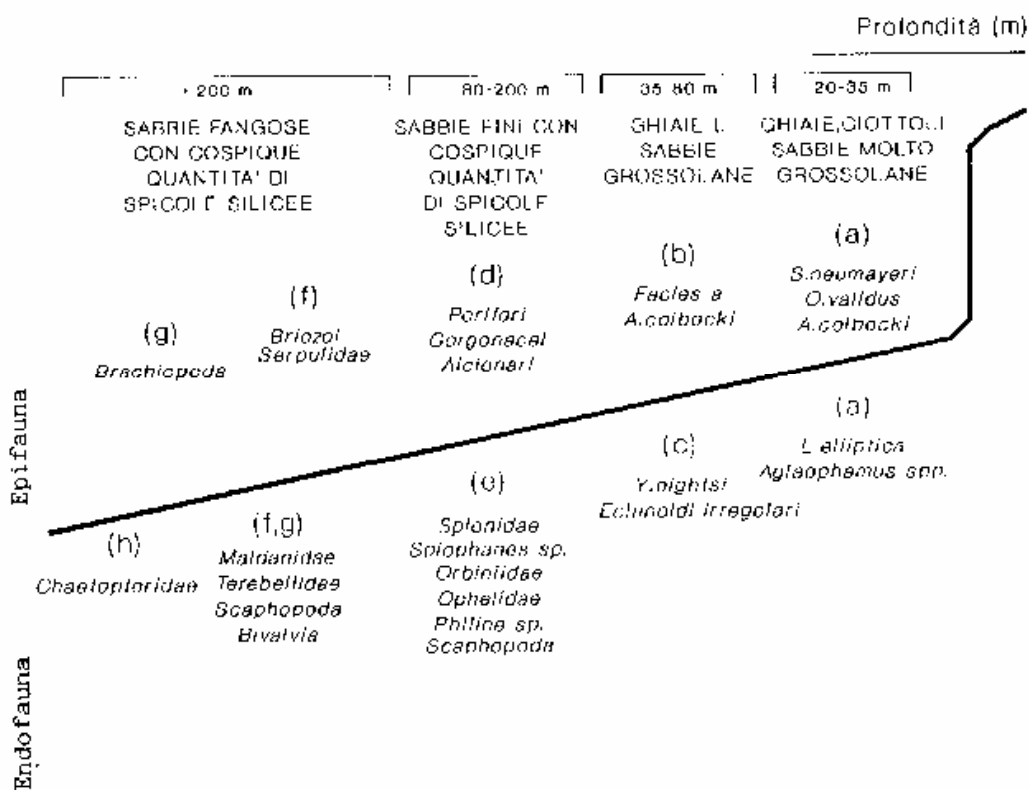 Profondità (m)
> 200 m
80-200 m
35-80 m
20-35 m
SABBIE FANGOSE
CON COSPIQUE
QUANTITA' DI
SPICOLE SILICEE
SABBIE FINI CON
COSPIQUE
QUANTITA'
DI SPICOLE
SILICEE
GHIAIE E
SABBIE
GROSSOLANE
GHIAIE, CIOTTOLI
SABBIE MOLTO
GROSSOLANE
(g)
Brachiopoda
(f)
Briozoi
Serpulidae
(d)
Poriferi
Gorgonacei
Alcionari
(b)
Facies a
A.colbecki
(a)
S.neumayeri
O.validus
A.colbecki
Epifauna
(h)
Chaetopteridae
(f,g)
Maldanidae
Terebellidae
Scaphopoda
Bivalvia
(e)
Spionidae
Spiophanes sp.
Orbiniidae
Ophelidae
Philine sp.
Scaphopoda
(c)
Y.eightsi
Echinoidi irregolari
(a)
L.elliptica
Aglaophamus spp.
Endofauna